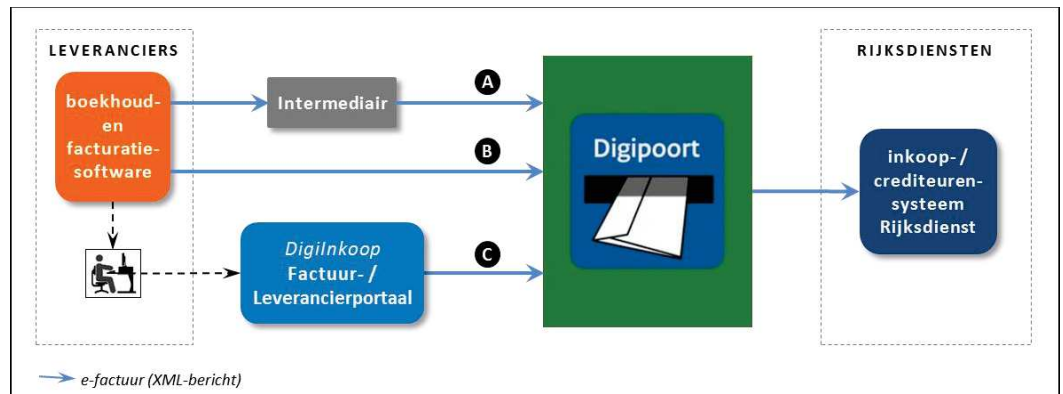 LEVERANCIERS
boekhoud-
en
facturatie-
software
Intermediair
A
B
DigiInkoop
Factuur- /
Leverancierportaal
C
Digipoort
RIJKSDIENSTEN
inkoop- /
crediteuren-
systeem
Rijksdienst
e-factuur (XML-bericht)